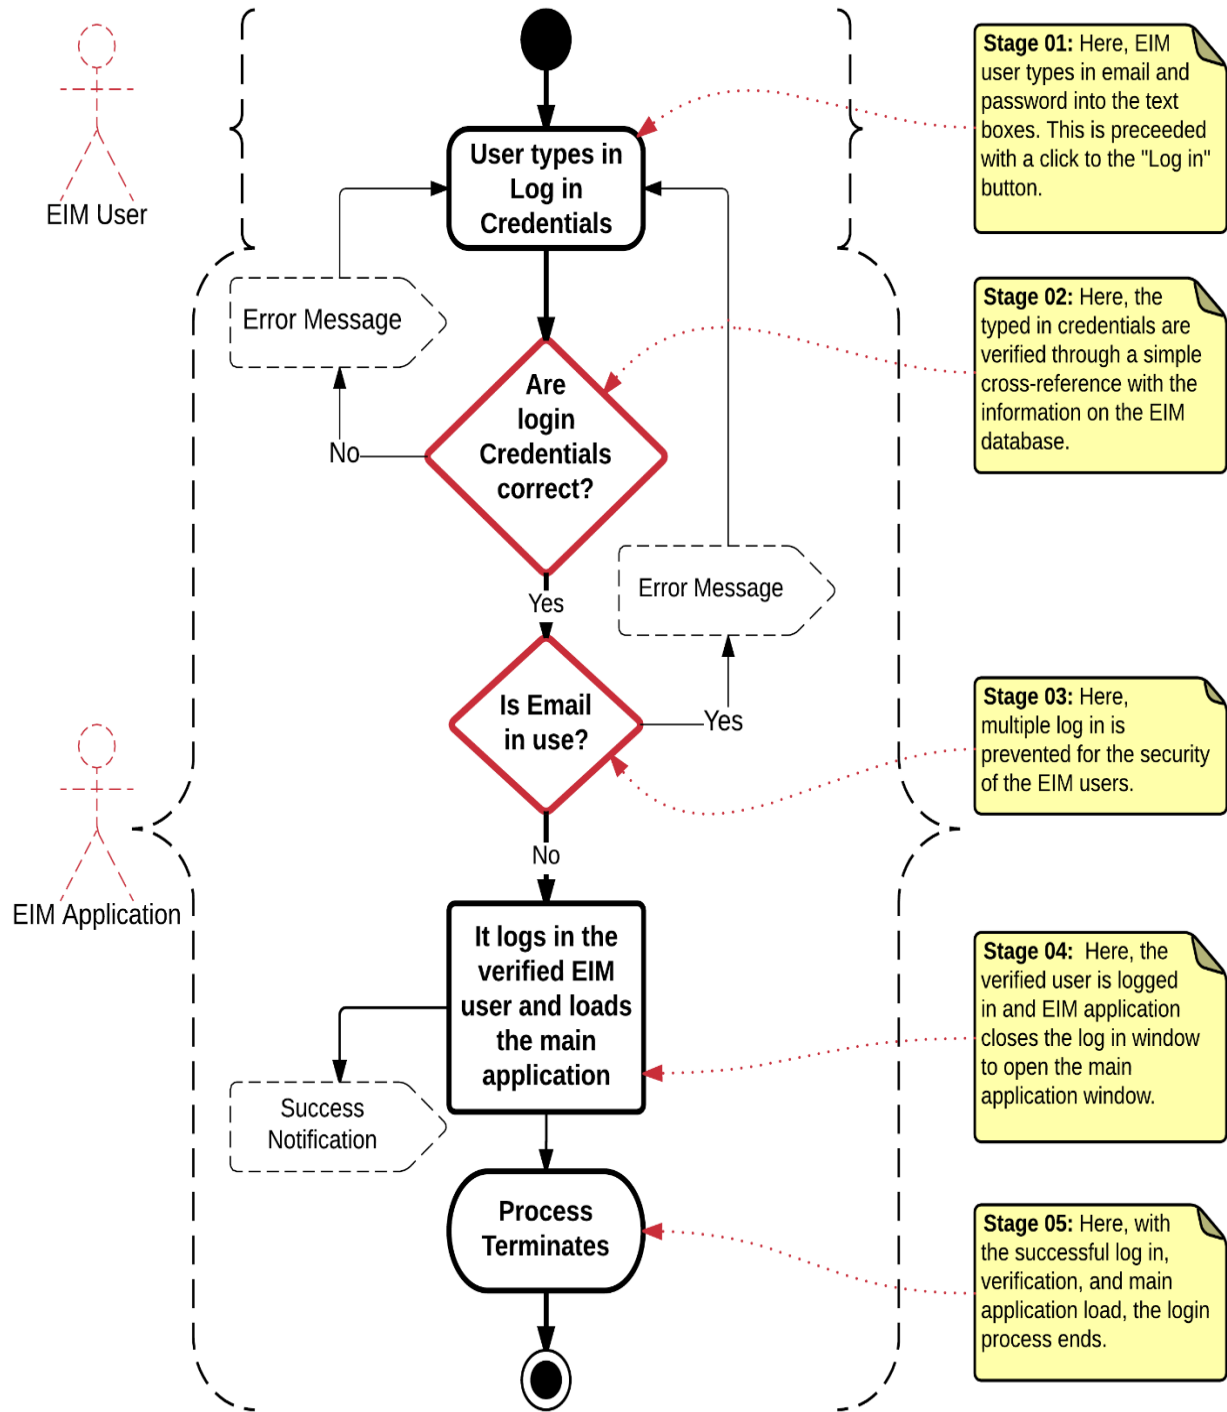 EIM User
User types in
Log in
Credentials
Stage 01: Here, EIM
user types in email and
password into the text
boxes. This is preceeded
with a click to the "Log in"
button.
Error Message
Are
login
Credentials
correct?
No
Yes
Stage 02: Here, the
typed in credentials are
verified through a simple
cross-reference with the
information on the EIM
database.
Error Message
Is Email
in use?
Yes
No
Stage 03: Here,
multiple log in is
prevented for the security
of the EIM users.
EIM Application
It logs in the
verified EIM
user and loads
the main
application
Stage 04: Here, the
verified user is logged
in and EIM application
closes the log in window
to open the main
application window.
Success
Notification
Process
Terminates
Stage 05: Here, with
the successful log in,
verification, and main
application load, the login
process ends.